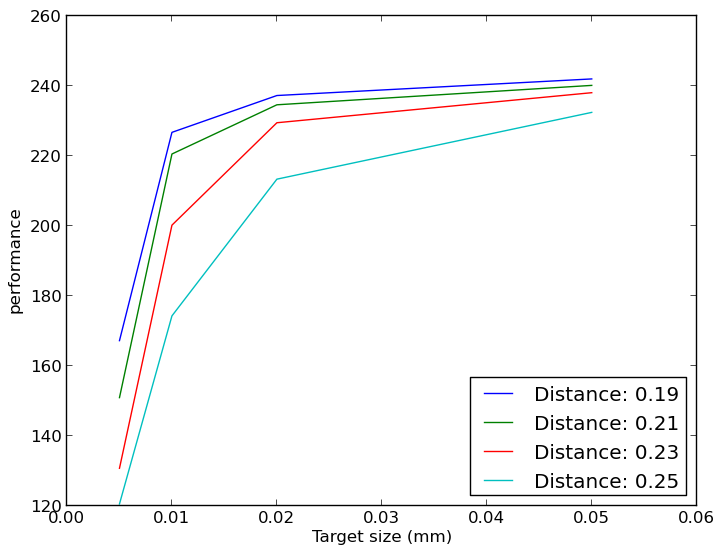 260
240
220
200
180
160
140
120
performance
0.00
0.01
0.02
0.03
0.04
0.05
0.06
Target size (mm)
Distance: 0.19
Distance: 0.21
Distance: 0.23
Distance: 0.25